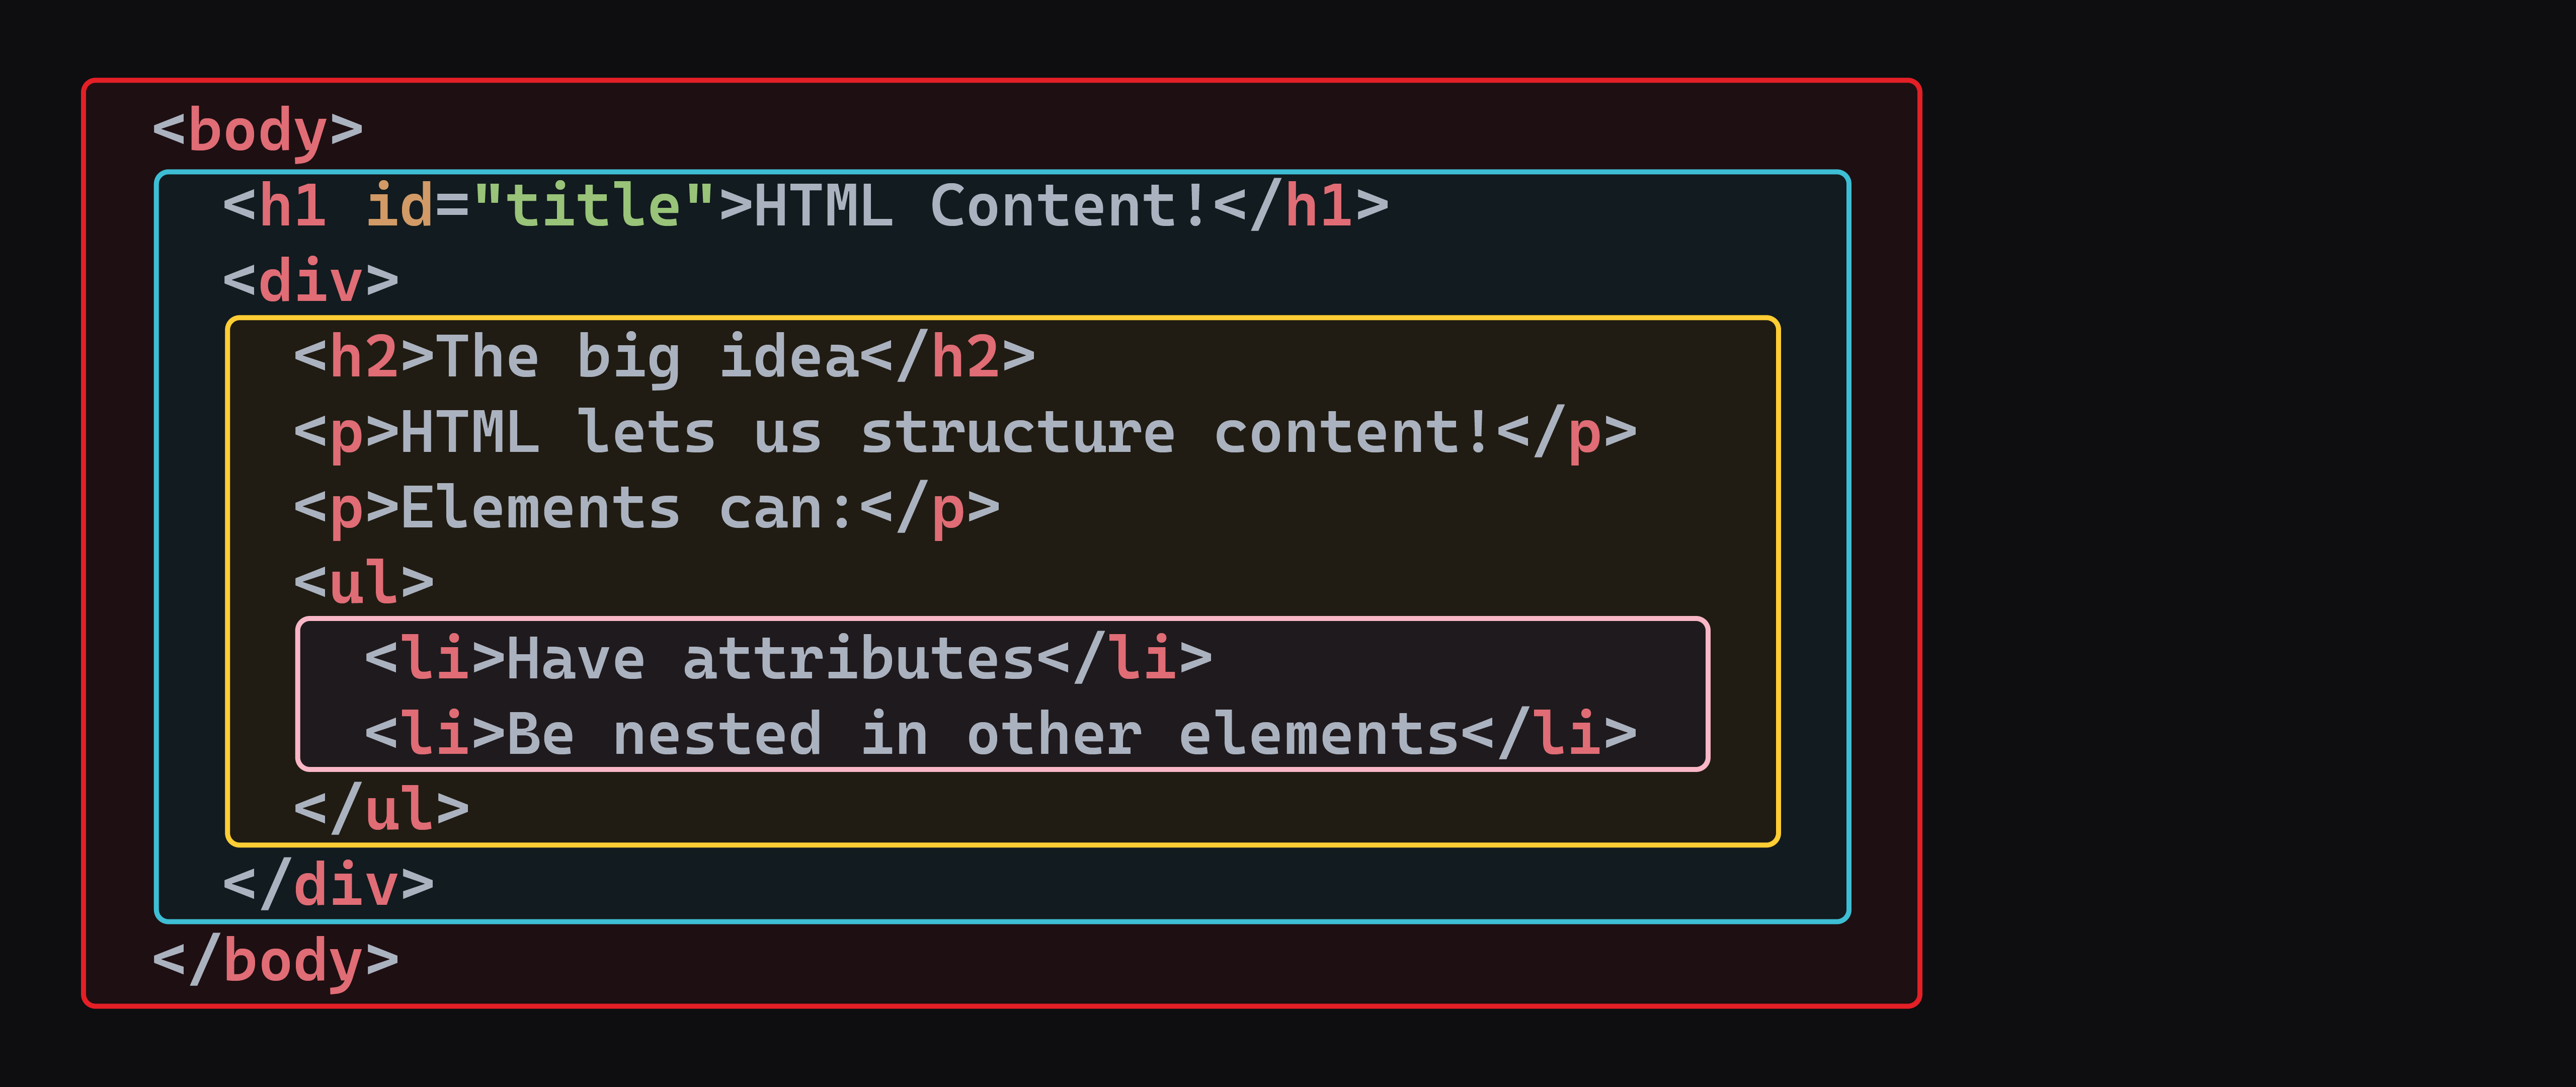 <body>
<h1 id="title">HTML Content!</h1>
<div>
<h2>The big idea</h2>
<p>HTML lets us structure content!</p>
<p>Elements can:</p>
<ul>
<li>Have attributes</li>
<li>Be nested in other elements</li>
</ul>
</div>
</body>